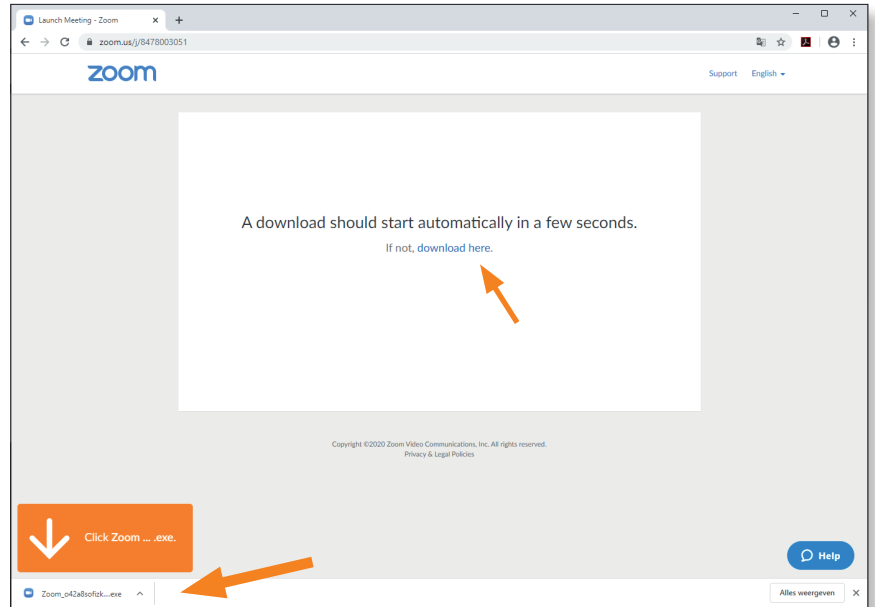 Launch Meeting - Zoom
zoom.us/j/8478003051
zoom
Support English
A download should start automatically in a few seconds.
If not, download here.
Copyright ©2020 Zoom Video Communications, Inc. All rights reserved.
Privacy & Legal Policies
Click Zoom ... .exe.
Help
Zoom_o42a8sofizk....exe
Alles weergeven